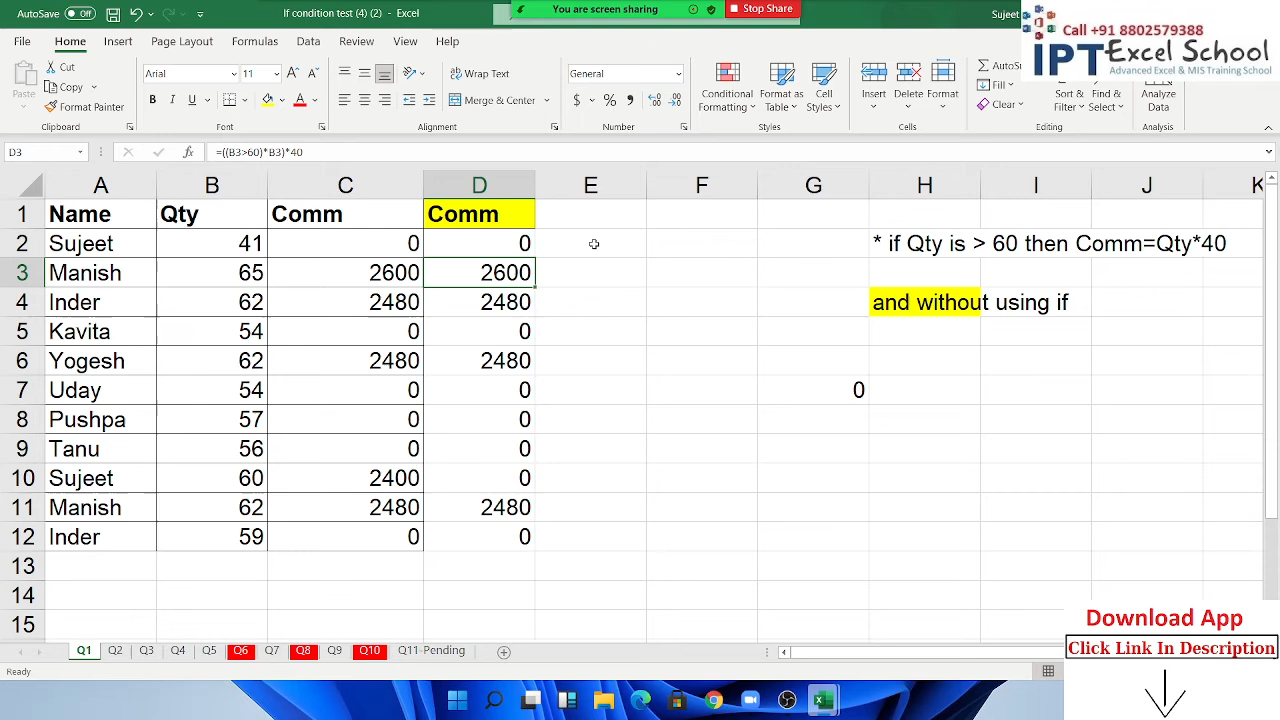 AutoSave Off
If condition test (4) (2) - Excel
You are screen sharing
Stop Share
Sujeet
Call +91 8802579388
IPT Excel School
Advanced Excel & MIS Training School
File Home Insert Page Layout Formulas Data Review View Help
Paste
Cut
Copy
Format Painter
Clipboard
Arial 11
B I U
Font
Wrap Text
Merge & Center
Alignment
General
Number
Conditional Formatting
Format as Table
Cell Styles
Styles
Insert Delete Format
Cells
AutoS
Fill
Clear
Sort & Filter
Find & Select
Editing
Analyze Data
Analysis
D3 fx =((B3>60)*B3)*40
A B C D E F G H I J K
1 Name Qty Comm Comm
2 Sujeet 41 0 0 * if Qty is > 60 then Comm=Qty*40
3 Manish 65 2600 2600
4 Inder 62 2480 2480 and without using if
5 Kavita 54 0 0
6 Yogesh 62 2480 2480
7 Uday 54 0 0 0
8 Pushpa 57 0 0
9 Tanu 56 0 0
10 Sujeet 60 2400 0
11 Manish 62 2480 2480
12 Inder 59 0 0
13
14
15
Download App
Click Link In Description
Q1 Q2 Q3 Q4 Q5 Q6 Q7 Q8 Q9 Q10 Q11-Pending
Ready